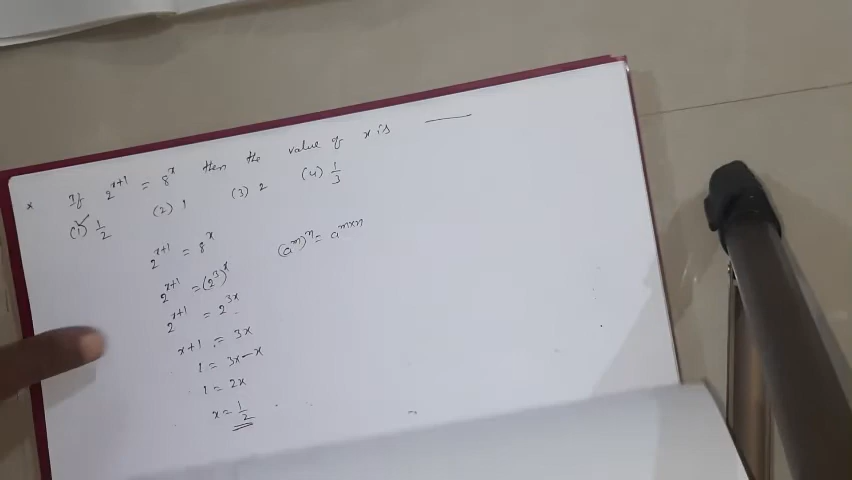 * If 2^{x+1} = 8^x then the value of x is ____
(1) 1/2 (2) 1 (3) 2 (4) 1/3
2^{x+1} = 8^x
(a^m)^n = a^{m×n}
2^{x+1} = (2^3)^x
2^{x+1} = 2^{3x}
x+1 = 3x
1 = 3x-x
1 = 2x
x = 1/2